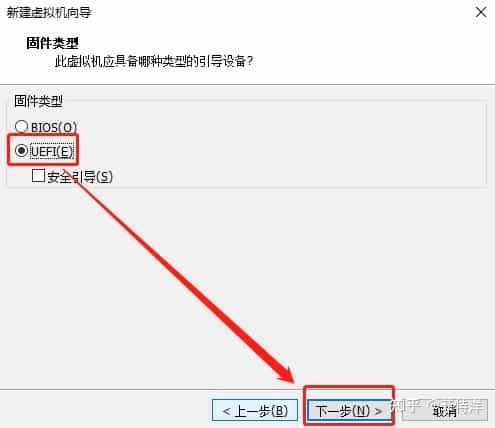 新建虚拟机向导
固件类型
此虚拟机应具备哪种类型的引导设备?
固件类型
BIOS(O)
UEFI(E)
安全引导(S)
< 上一步(B)
下一步(N) >
取消
知乎